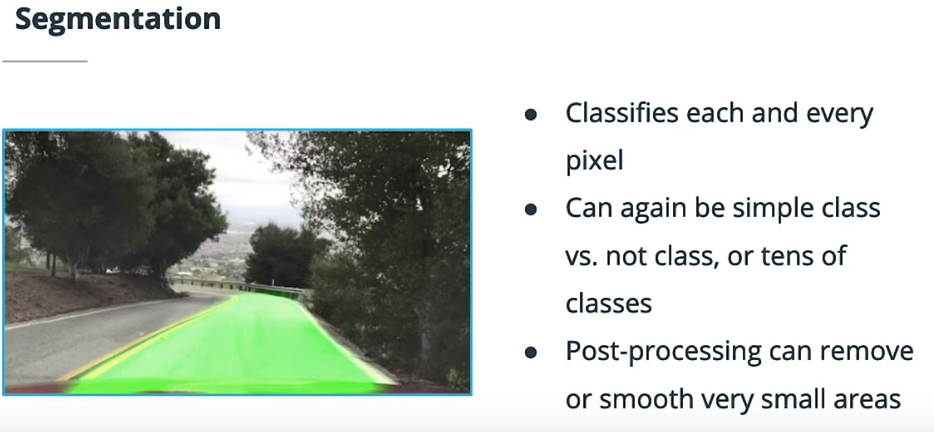 Segmentation
● Classifies each and every
pixel
● Can again be simple class
vs. not class, or tens of
classes
● Post-processing can remove
or smooth very small areas